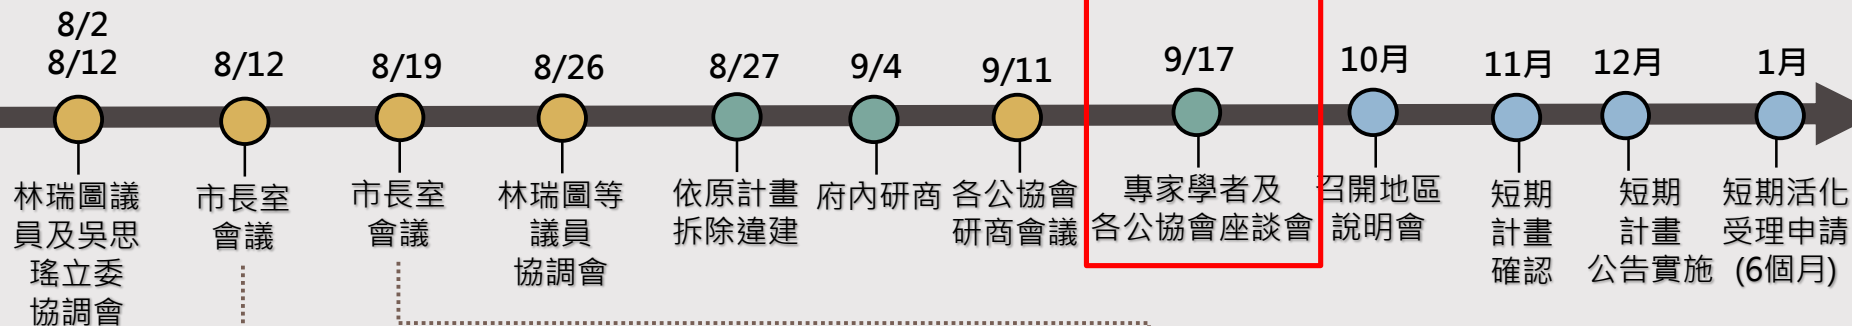 8/2
8/12
林瑞圖議
員及吳思
瑤立委
協調會
8/12
市長室
會議
8/19
市長室
會議
8/26
林瑞圖等
議員
協調會
8/27
依原計畫
拆除違建
9/4
府內研商
9/11
各公協會
研商會議
9/17
專家學者及
各公協會座談會
10月
召開地區
說明會
11月
短期
計畫
確認
12月
短期
計畫
公告實施
1月
短期活化
受理申請
(6個月)